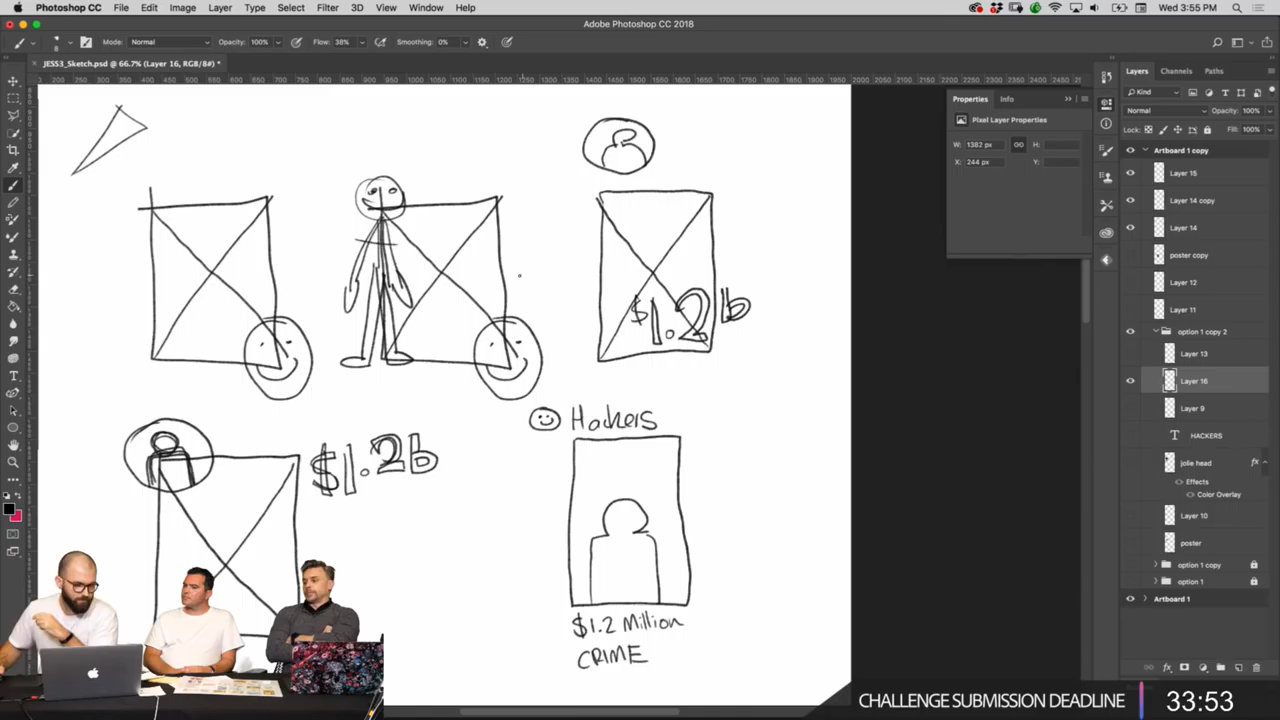 Photoshop CC File Edit Image Layer Type Select Filter 3D View Window Help
Wed 3:55 PM
Adobe Photoshop CC 2018
Mode: Normal Opacity: 100% Flow: 38% Smoothing: 0%
JESS3_Sketch.psd @ 66.7% (Layer 16, RGB/8#) *
Properties Info
Pixel Layer Properties
W: 1382 px H:
X: 244 px Y:
Layers Channels Paths
Kind
Normal Opacity: 100%
Lock: Fill: 100%
Artboard 1 copy
Layer 15
Layer 14 copy
Layer 14
poster copy
Layer 12
Layer 11
option 1 copy 2
Layer 13
Layer 16
Layer 9
T HACKERS
jolie head fx
Effects
Color Overlay
Layer 10
poster
option 1 copy
option 1
Artboard 1
$1.2b
$1.2b
Hackers
$1.2 Million
CRIME
CHALLENGE SUBMISSION DEADLINE 33:53